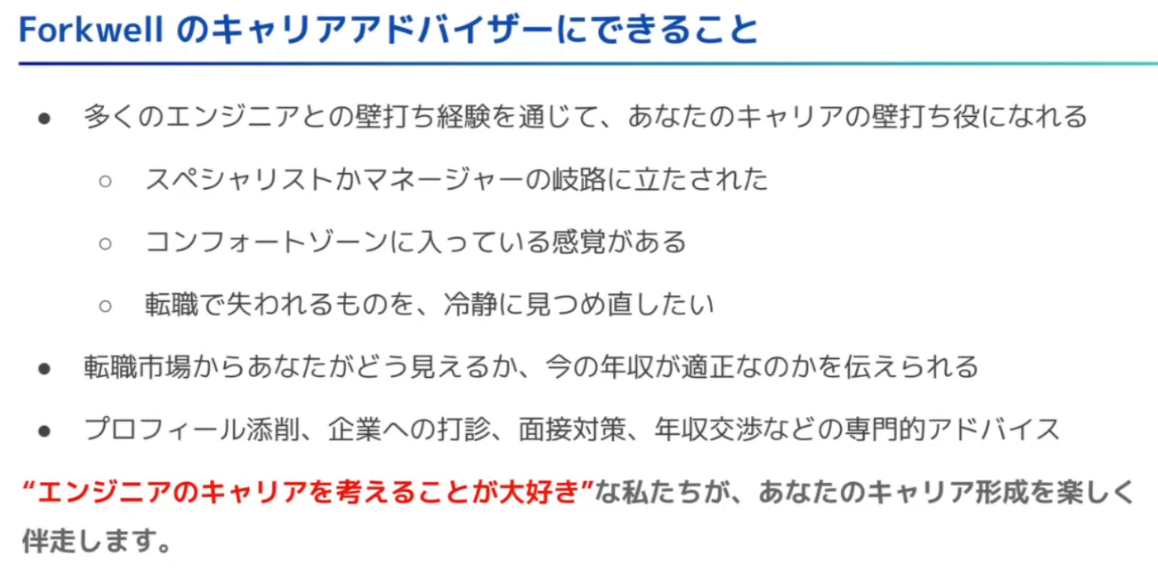 Forkwell のキャリアアドバイザーにできること
● 多くのエンジニアとの壁打ち経験を通じて、あなたのキャリアの壁打ち役になれる
○ スペシャリストかマネージャーの岐路に立たされた
○ コンフォートゾーンに入っている感覚がある
○ 転職で失われるものを、冷静に見つめ直したい
● 転職市場からあなたがどう見えるか、今の年収が適正なのかを伝えられる
● プロフィール添削、企業への打診、面接対策、年収交渉などの専門的アドバイス
“エンジニアのキャリアを考えることが大好き”な私たちが、あなたのキャリア形成を楽しく
伴走します。